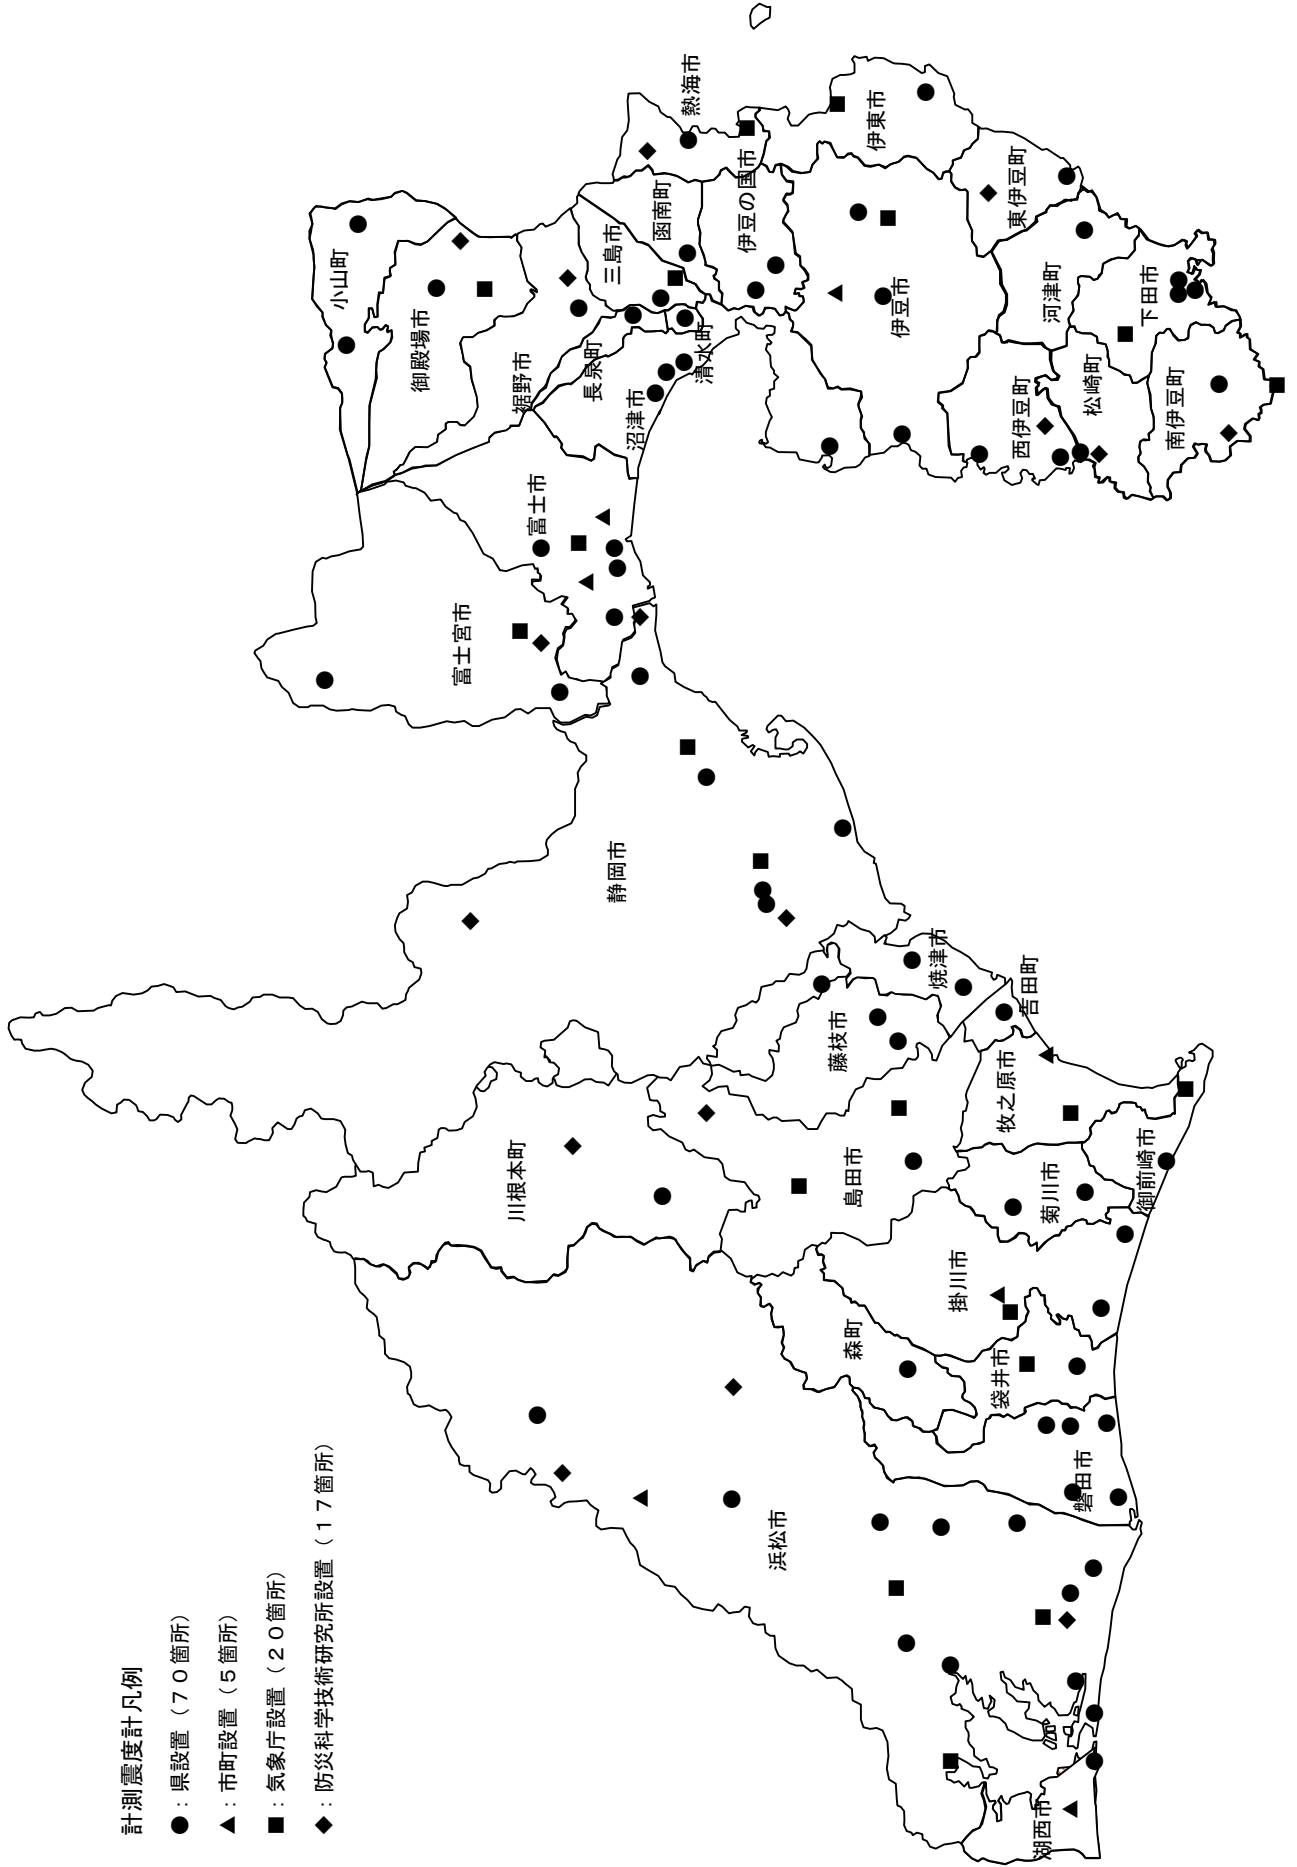 計測震度計凡例
●：県設置（７０箇所）
▲：市町設置（５箇所）
■：気象庁設置（２０箇所）
◆：防災科学技術研究所設置（１７箇所）
小山町
御殿場市
裾野市
長泉町
三島市
函南町
熱海市
沼津市
清水町
伊豆の国市
伊東市
伊豆市
東伊豆町
河津町
下田市
西伊豆町
松崎町
南伊豆町
富士市
富士宮市
静岡市
焼津市
藤枝市
吉田町
牧之原市
島田市
川根本町
御前崎市
菊川市
掛川市
森町
袋井市
磐田市
浜松市
湖西市